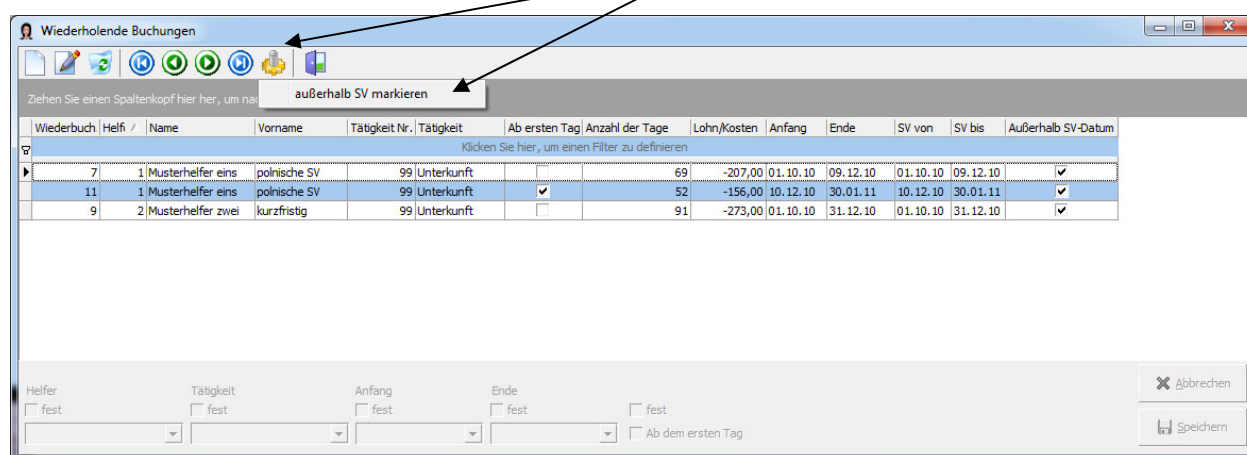 Wiederholende Buchungen
außerhalb SV markieren
Ziehen Sie einen Spaltenkopf hier her, um
Wiederbuch Helf Name Vorname Tätigkeit Nr. Tätigkeit Ab ersten Tag Anzahl der Tage Lohn/Kosten Anfang Ende SV von SV bis Außerhalb SV-Datum
Klicken Sie hier, um einen Filter zu definieren
7 1 Musterhelfer eins polnische SV 99 Unterkunft 69 -207,00 01.10.10 09.12.10 01.10.10 09.12.10
11 1 Musterhelfer eins polnische SV 99 Unterkunft 52 -156,00 10.12.10 30.01.11 10.12.10 30.01.11
9 2 Musterhelfer zwei kurzfristig 99 Unterkunft 91 -273,00 01.10.10 31.12.10 01.10.10 31.12.10
Helfer Tätigkeit Anfang Ende
fest fest fest fest fest
Ab dem ersten Tag
Abbrechen
Speichern